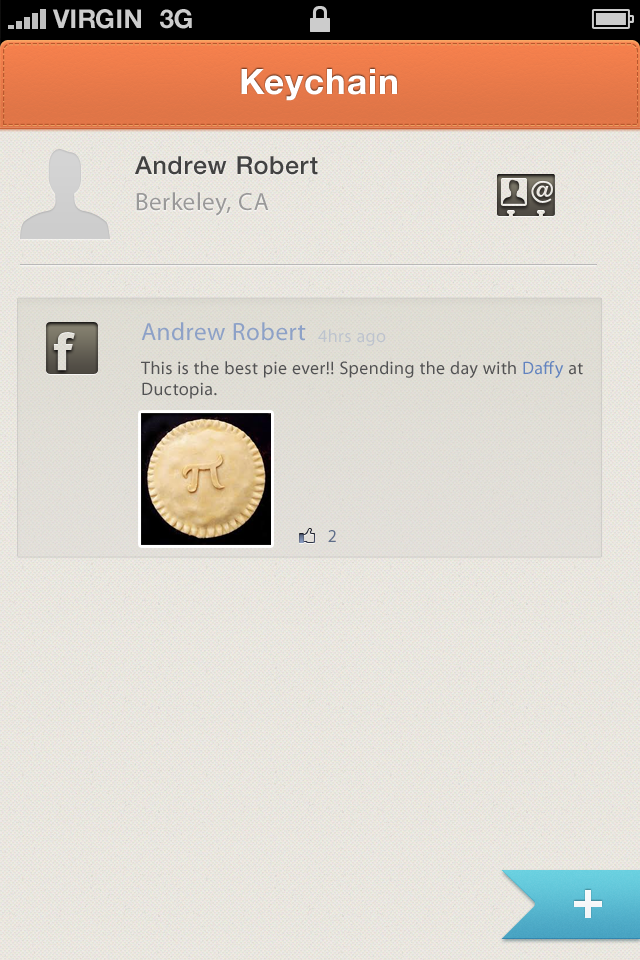 VIRGIN 3G
Keychain
Andrew Robert
Berkeley, CA
@
f
Andrew Robert 4hrs ago
This is the best pie ever!! Spending the day with Daffy at
Ductopia.
π
2
+